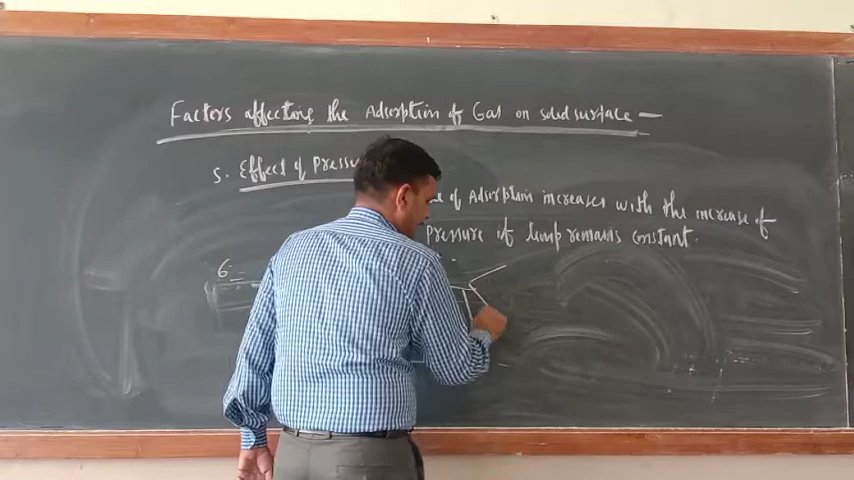 Factors affecting the Adsorption of Gas on solid surface –
5. Effect of Pressu
of Adsorption increases with the increase of
pressure if temp remains constant.
6.